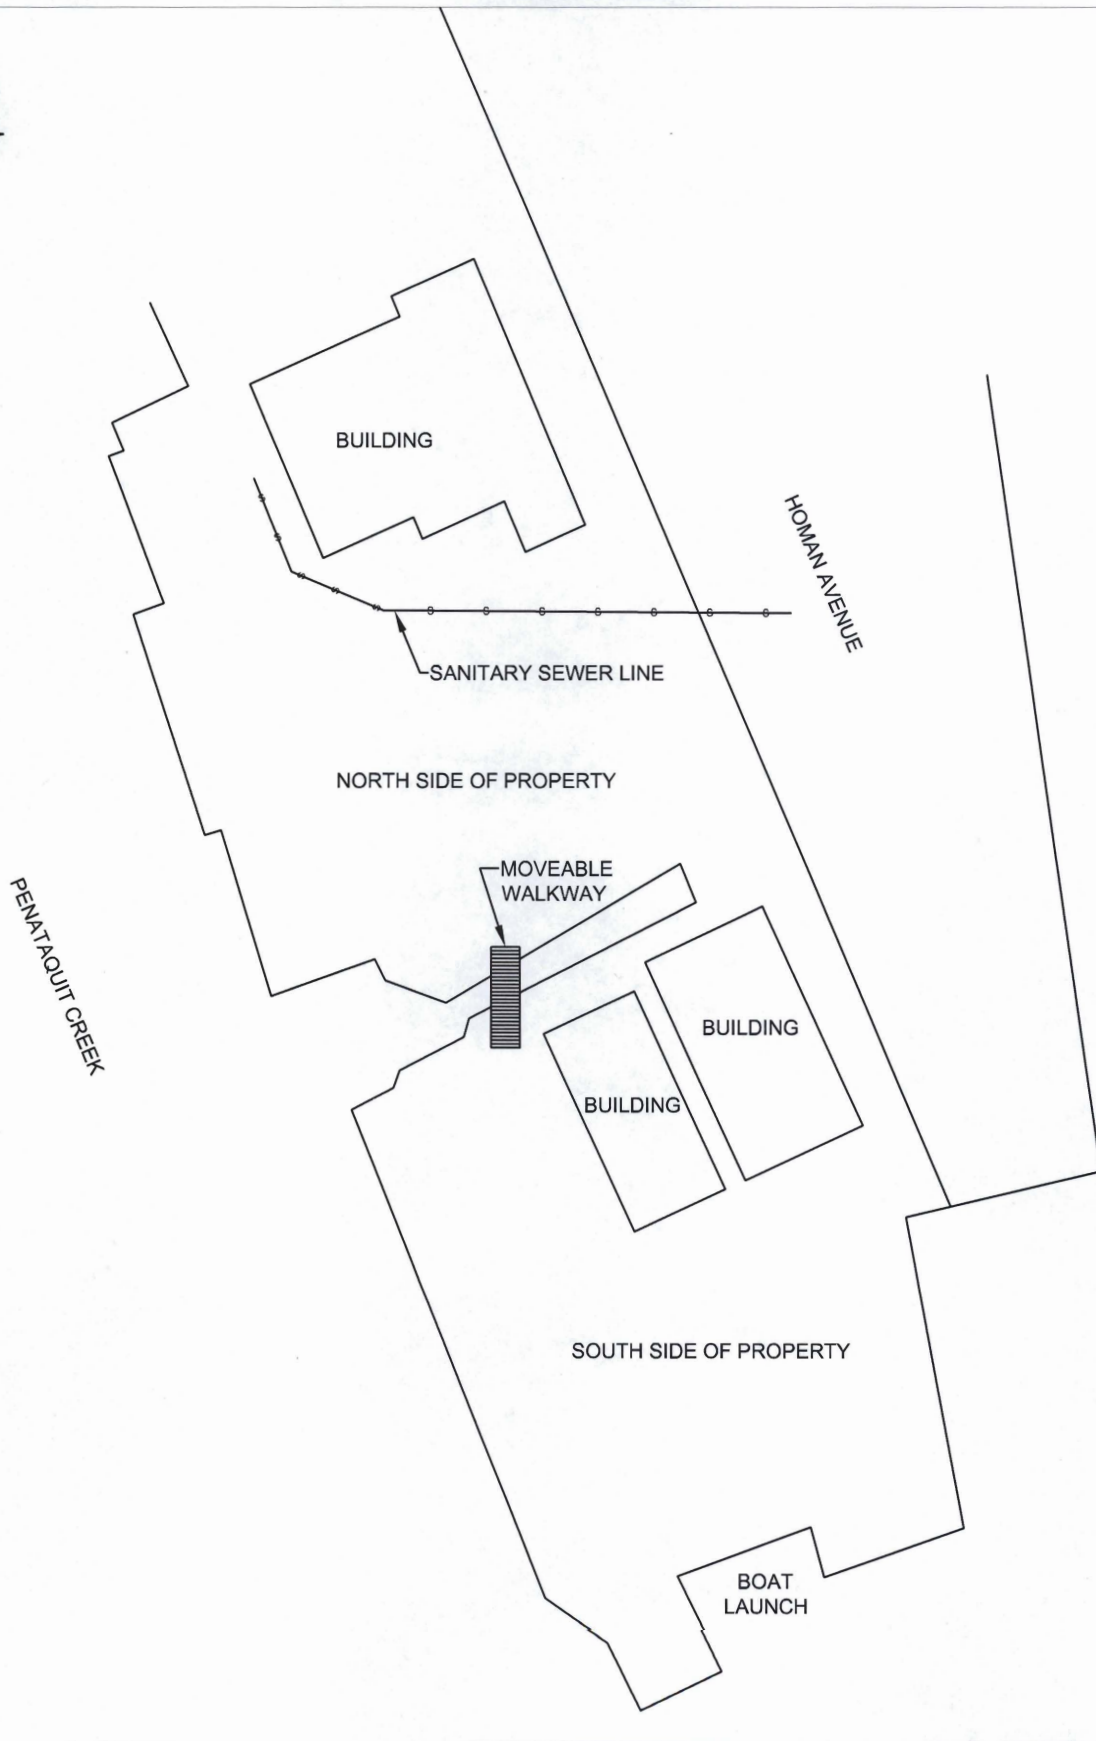 BUILDING
HOMAN AVENUE
SANITARY SEWER LINE
NORTH SIDE OF PROPERTY
MOVEABLE
WALKWAY
PENATAQUIT CREEK
BUILDING
BUILDING
SOUTH SIDE OF PROPERTY
BOAT
LAUNCH